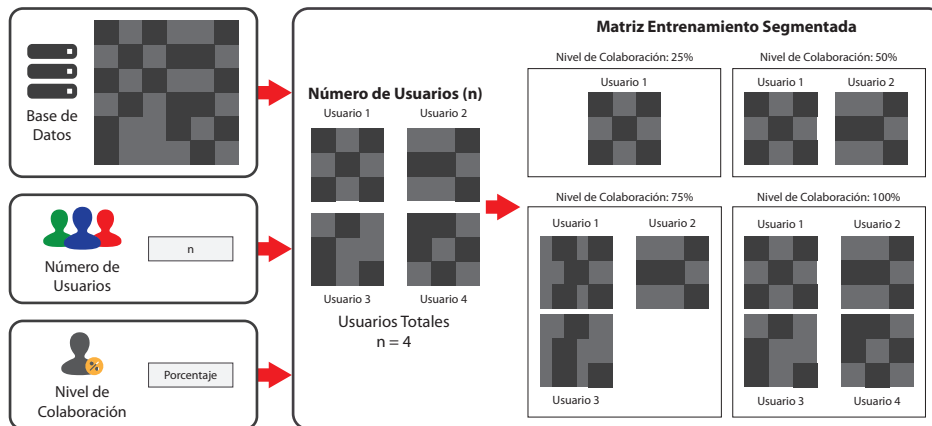 Base de
Datos
Número de
Usuarios
n
Nivel de
Colaboración
Porcentaje
Número de Usuarios (n)
Usuario 1
Usuario 2
Usuario 3
Usuario 4
Usuarios Totales
n = 4
Matriz Entrenamiento Segmentada
Nivel de Colaboración: 25%
Usuario 1
Nivel de Colaboración: 50%
Usuario 1
Usuario 2
Nivel de Colaboración: 75%
Usuario 1
Usuario 2
Usuario 3
Nivel de Colaboración: 100%
Usuario 1
Usuario 2
Usuario 3
Usuario 4
%